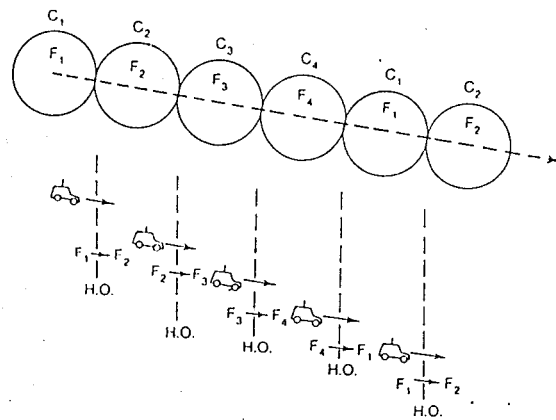 C₁ C₂ C₃ C₄ C₁ C₂
F₁ F₂ F₃ F₄ F₁ F₂
F₁ F₂
H.O.
F₂ F₃
H.O.
F₃ F₄
H.O.
F₄ F₁
H.O.
F₁ F₂
H.O.